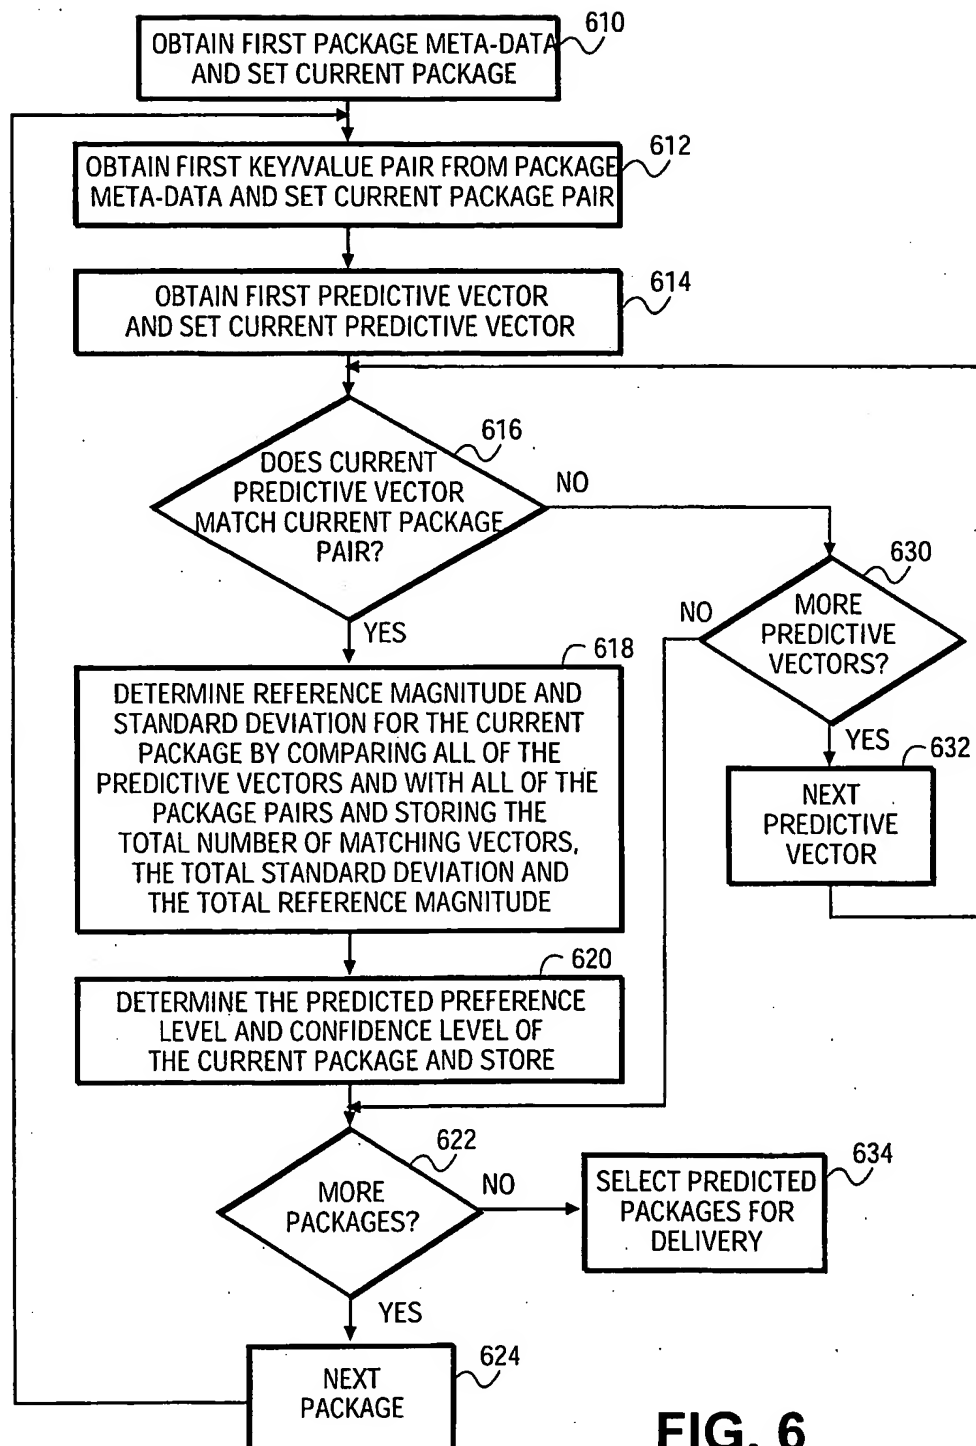 610
OBTAIN FIRST PACKAGE META-DATA
AND SET CURRENT PACKAGE
612
OBTAIN FIRST KEY/VALUE PAIR FROM PACKAGE
META-DATA AND SET CURRENT PACKAGE PAIR
614
OBTAIN FIRST PREDICTIVE VECTOR
AND SET CURRENT PREDICTIVE VECTOR
616
DOES CURRENT
PREDICTIVE VECTOR
MATCH CURRENT PACKAGE
PAIR?
NO
YES
630
MORE
PREDICTIVE
VECTORS?
NO
YES
632
NEXT
PREDICTIVE
VECTOR
618
DETERMINE REFERENCE MAGNITUDE AND
STANDARD DEVIATION FOR THE CURRENT
PACKAGE BY COMPARING ALL OF THE
PREDICTIVE VECTORS AND WITH ALL OF THE
PACKAGE PAIRS AND STORING THE
TOTAL NUMBER OF MATCHING VECTORS,
THE TOTAL STANDARD DEVIATION AND
THE TOTAL REFERENCE MAGNITUDE
620
DETERMINE THE PREDICTED PREFERENCE
LEVEL AND CONFIDENCE LEVEL OF
THE CURRENT PACKAGE AND STORE
622
MORE
PACKAGES?
NO
YES
634
SELECT PREDICTED
PACKAGES FOR
DELIVERY
624
NEXT
PACKAGE
FIG. 6